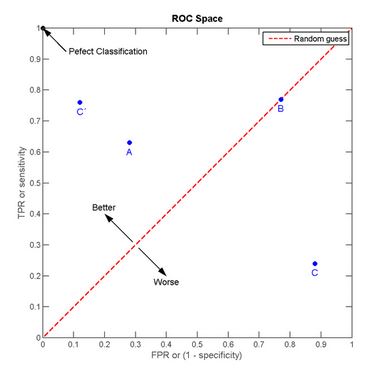 ROC Space
Random guess
Pefect Classification
C´
A
B
Better
Worse
C
TPR or sensitivity
1
0.9
0.8
0.7
0.6
0.5
0.4
0.3
0.2
0.1
0
0 0.1 0.2 0.3 0.4 0.5 0.6 0.7 0.8 0.9 1
FPR or (1 - specificity)